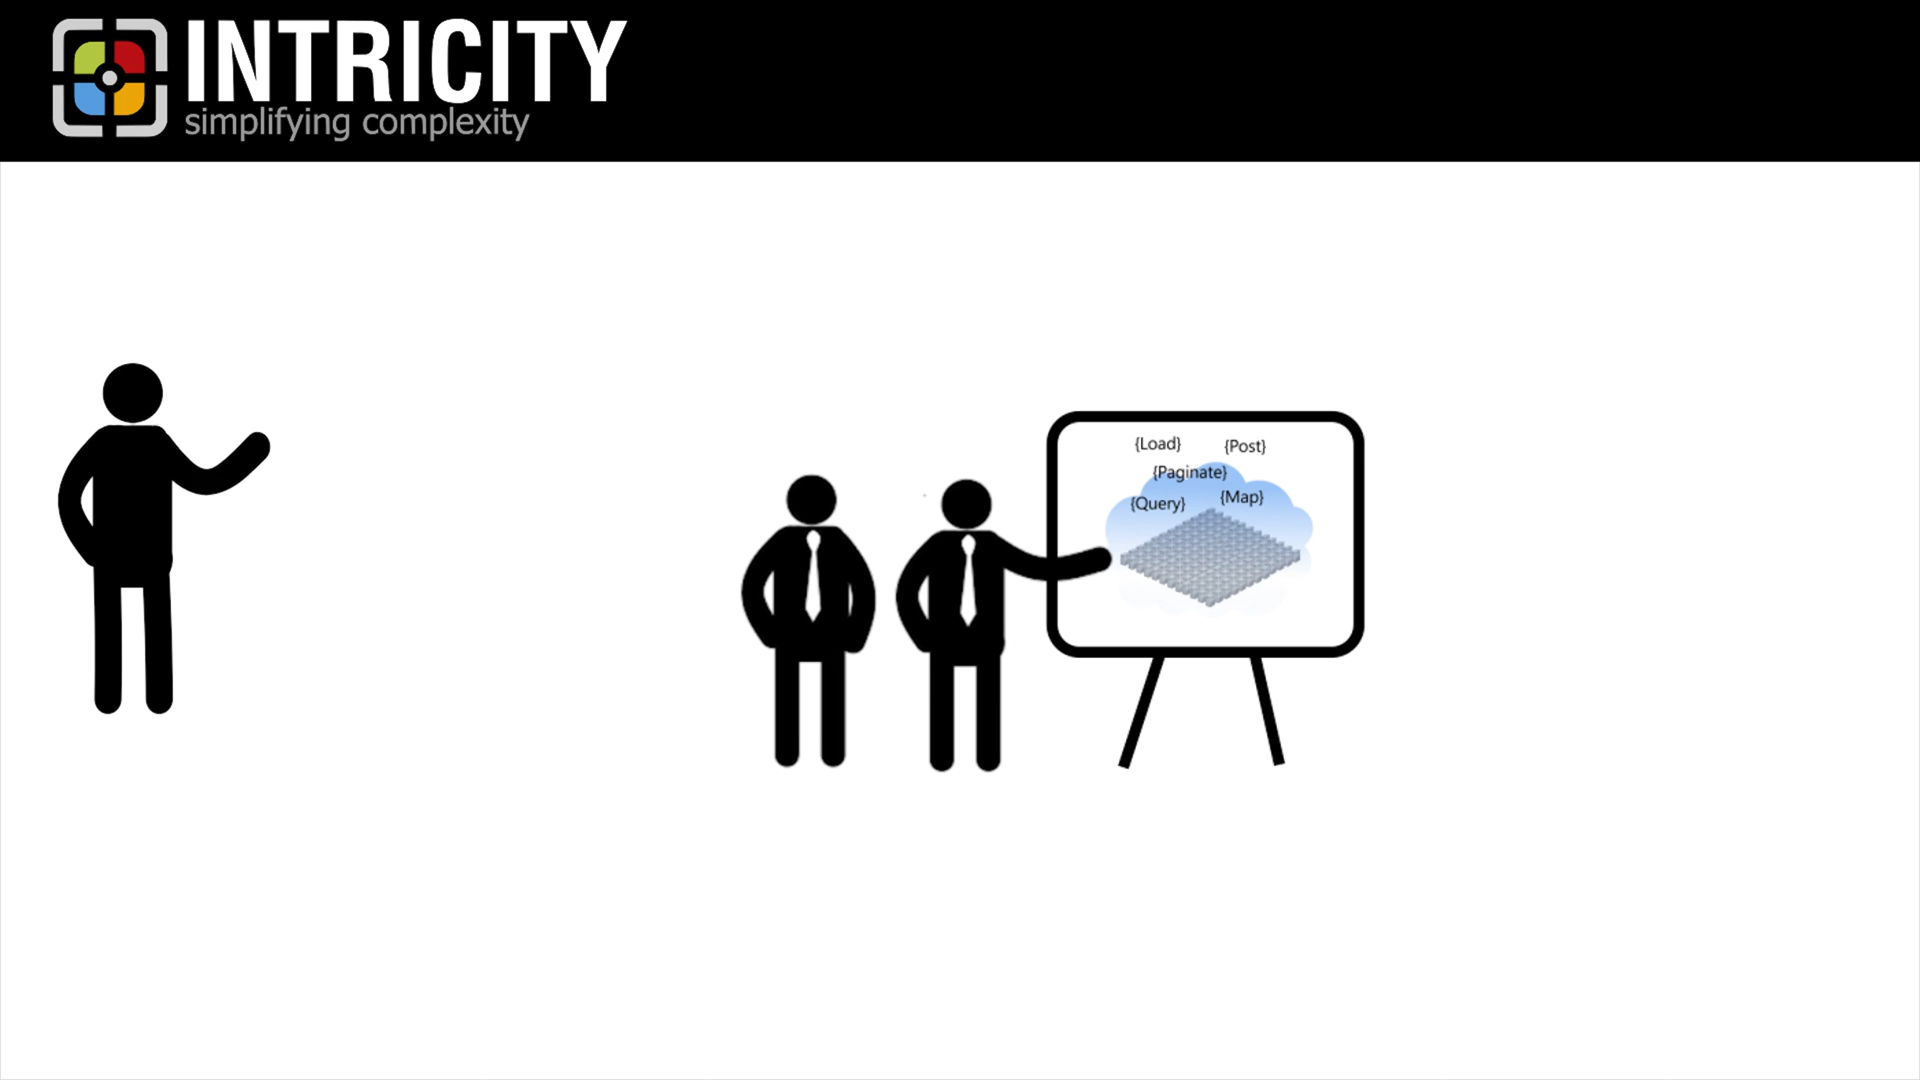 INTRICITY
simplifying complexity
{Load} {Post}
{Paginate}
{Query} {Map}